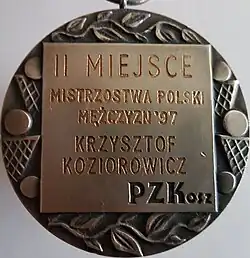 II MIEJSCE
MISTRZOSTWA POLSKI
MĘŻCZYZN '97
KRZYSZTOF
KOZIOROWICZ
PZKosz